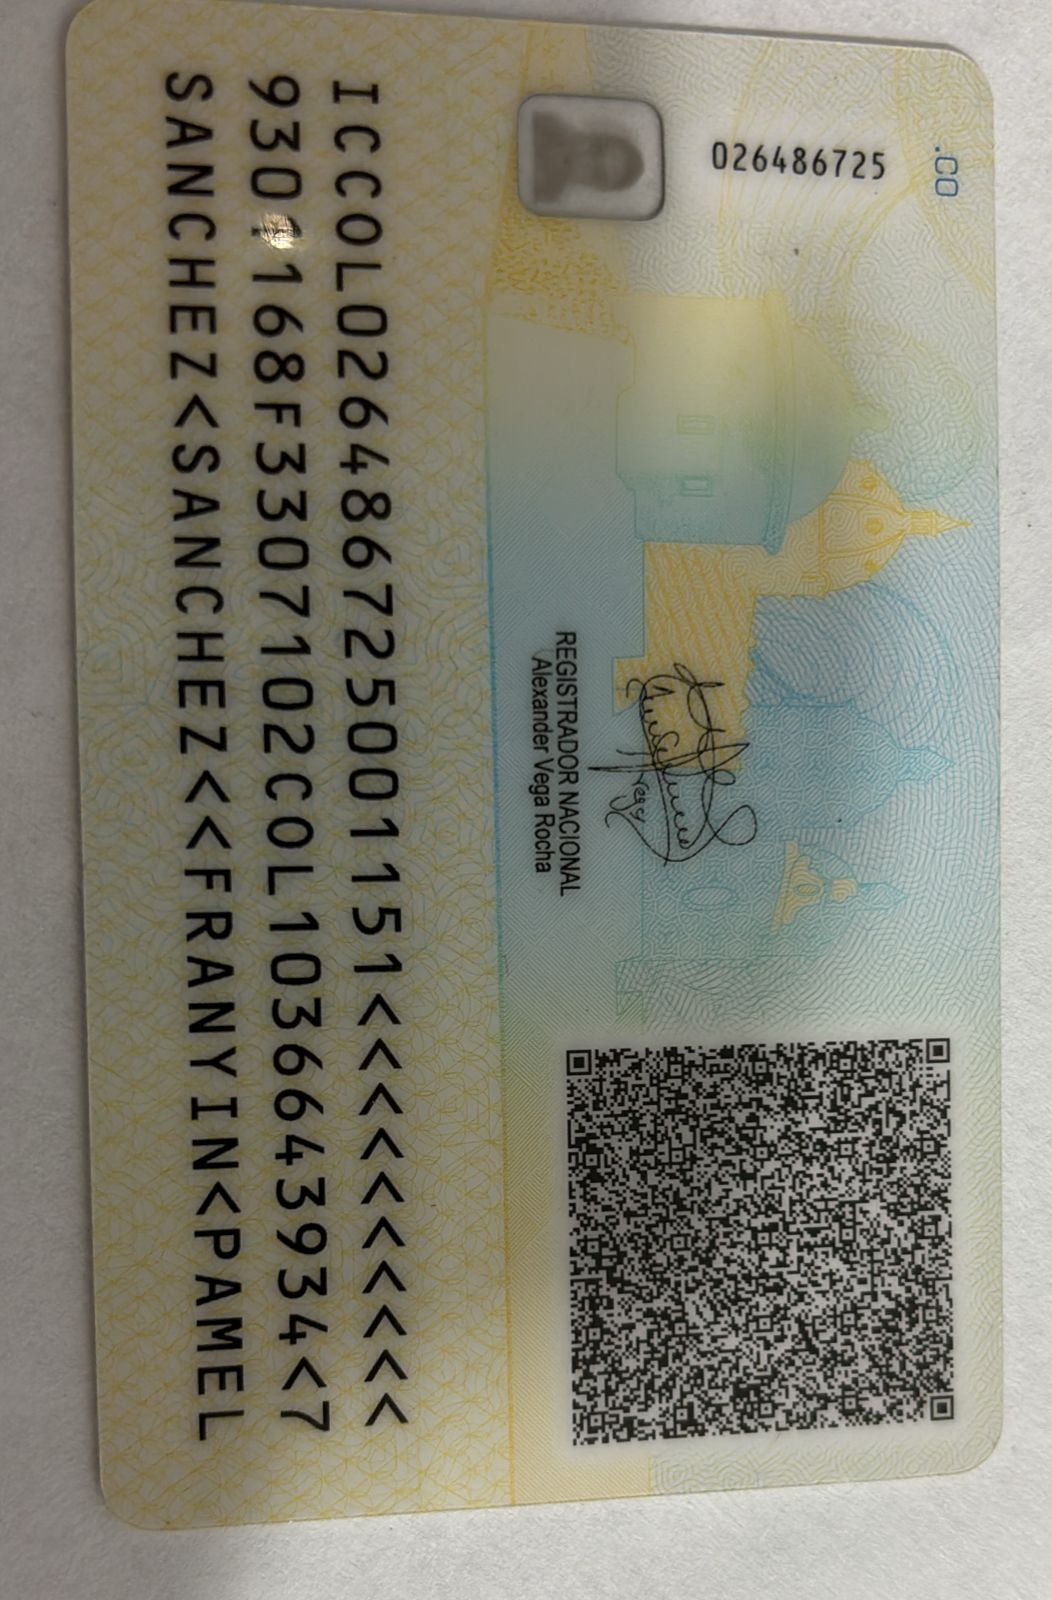 .CO
026486725
REGISTRADOR NACIONAL
Alexander Vega Rocha
ICCOL026486725001151<<<<<<<<<<
9301168F3307102COL1036643934<7
SANCHEZ<SANCHEZ<<FRANYIN<PAMEL